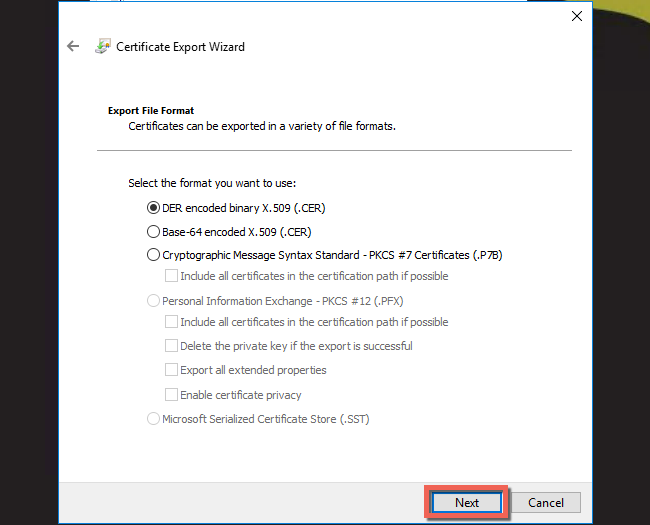 Certificate Export Wizard
Export File Format
Certificates can be exported in a variety of file formats.
Select the format you want to use:
DER encoded binary X.509 (.CER)
Base-64 encoded X.509 (.CER)
Cryptographic Message Syntax Standard - PKCS #7 Certificates (.P7B)
Include all certificates in the certification path if possible
Personal Information Exchange - PKCS #12 (.PFX)
Include all certificates in the certification path if possible
Delete the private key if the export is successful
Export all extended properties
Enable certificate privacy
Microsoft Serialized Certificate Store (.SST)
Next Cancel